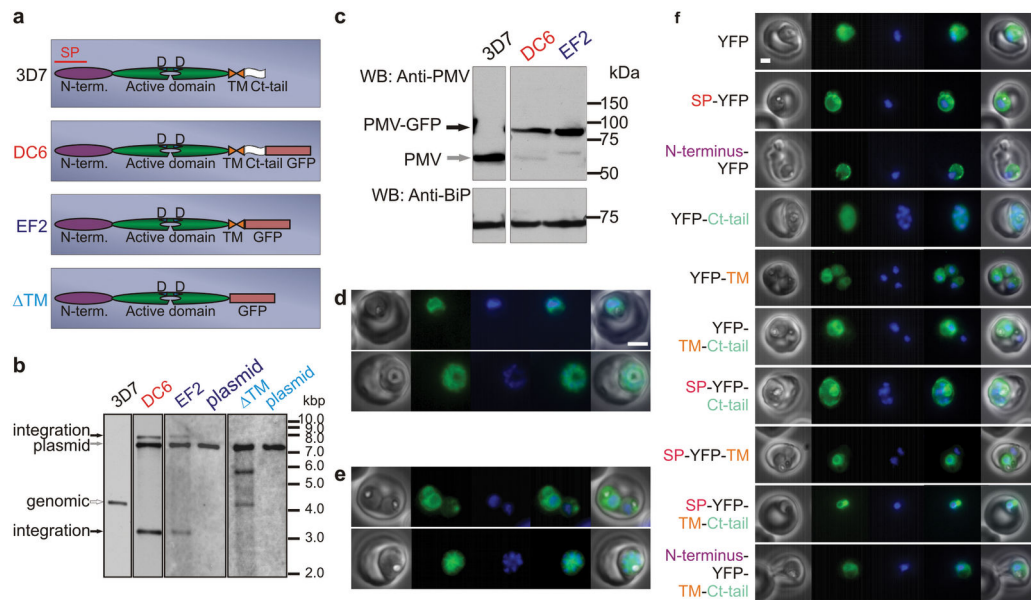 a
SP
3D7
D D
N-term. Active domain TM Ct-tail
DC6
D D
N-term. Active domain TM Ct-tail GFP
EF2
D D
N-term. Active domain TM GFP
ΔTM
D D
N-term. Active domain GFP
b
3D7 DC6 EF2 plasmid ΔTM plasmid kbp
integration
plasmid
genomic
integration
10.0
9.0
8.0
7.0
6.0
5.0
4.0
3.0
2.0
c
3D7 DC6 EF2
WB: Anti-PMV kDa
PMV-GFP
PMV
150
100
75
50
WB: Anti-BiP
75
d
e
f
YFP
SP-YFP
N-terminus-
YFP
YFP-Ct-tail
YFP-TM
YFP-
TM-Ct-tail
SP-YFP-
Ct-tail
SP-YFP-TM
SP-YFP-
TM-Ct-tail
N-terminus-
YFP-
TM-Ct-tail